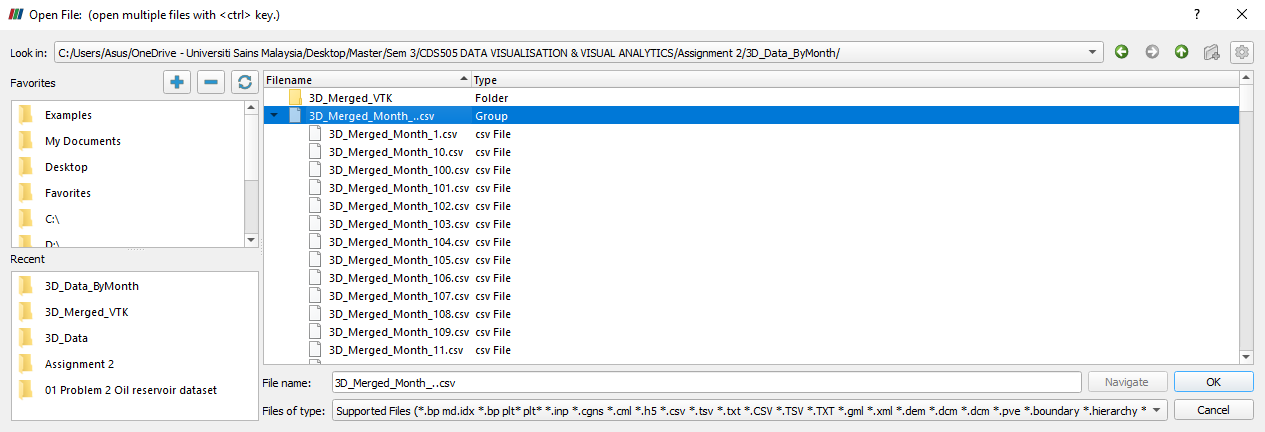 Open File: (open multiple files with <ctrl> key.)
Look in: C:/Users/Asus/OneDrive - Universiti Sains Malaysia/Desktop/Master/Sem 3/CDS505 DATA VISUALISATION & VISUAL ANALYTICS/Assignment 2/3D_Data_ByMonth/
Favorites
Examples
My Documents
Desktop
Favorites
C:\
D:\
Recent
3D_Data_ByMonth
3D_Merged_VTK
3D_Data
Assignment 2
01 Problem 2 Oil reservoir dataset
Filename Type
3D_Merged_VTK Folder
3D_Merged_Month_..csv Group
3D_Merged_Month_1.csv csv File
3D_Merged_Month_10.csv csv File
3D_Merged_Month_100.csv csv File
3D_Merged_Month_101.csv csv File
3D_Merged_Month_102.csv csv File
3D_Merged_Month_103.csv csv File
3D_Merged_Month_104.csv csv File
3D_Merged_Month_105.csv csv File
3D_Merged_Month_106.csv csv File
3D_Merged_Month_107.csv csv File
3D_Merged_Month_108.csv csv File
3D_Merged_Month_109.csv csv File
3D_Merged_Month_11.csv csv File
File name: 3D_Merged_Month_..csv Navigate OK
Files of type: Supported Files (*.bp md.idx *.bp plt* plt* *.inp *.cgns *.cml *.h5 *.csv *.tsv *.txt *.CSV *.TSV *.TXT *.gml *.xml *.dem *.dcm *.dcm *.pve *.boundary *.hierarchy * Cancel